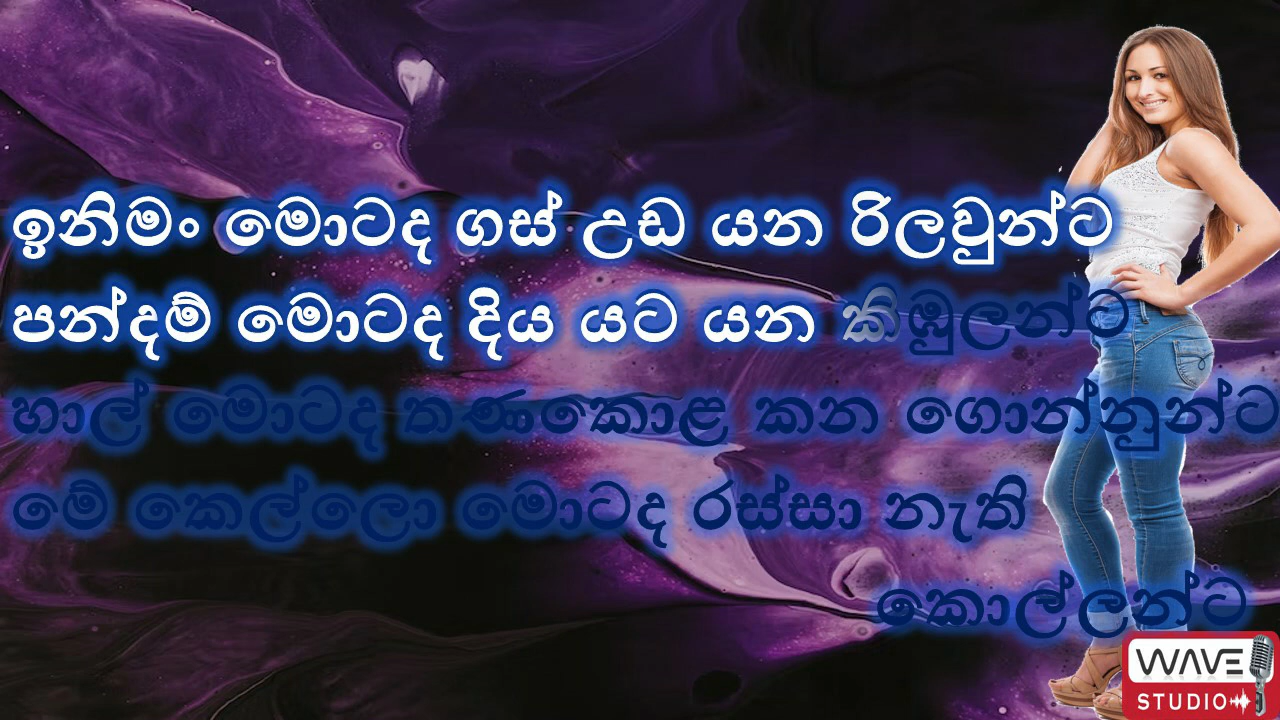 ඉනිමං මොටද ගස් උඩ යන රිලවුන්ට
පන්දම් මොටද දිය යට යන කිඹුලන්ට
හාල් මොටද තණකොළ කන ගොන්නුන්ට
මේ කෙල්ලො මොටද රස්සා නැති
කොල්ලන්ට
WAVE
STUDIO